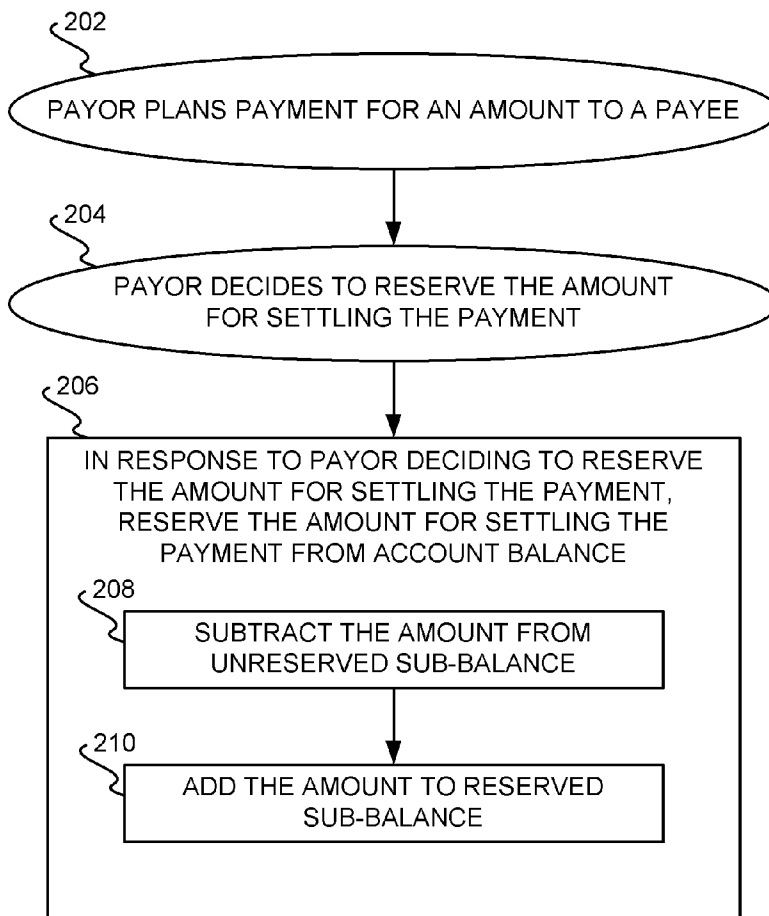 202
PAYOR PLANS PAYMENT FOR AN AMOUNT TO A PAYEE
204
PAYOR DECIDES TO RESERVE THE AMOUNT
FOR SETTLING THE PAYMENT
206
IN RESPONSE TO PAYOR DECIDING TO RESERVE
THE AMOUNT FOR SETTLING THE PAYMENT,
RESERVE THE AMOUNT FOR SETTLING THE
PAYMENT FROM ACCOUNT BALANCE
208
SUBTRACT THE AMOUNT FROM
UNRESERVED SUB-BALANCE
210
ADD THE AMOUNT TO RESERVED
SUB-BALANCE